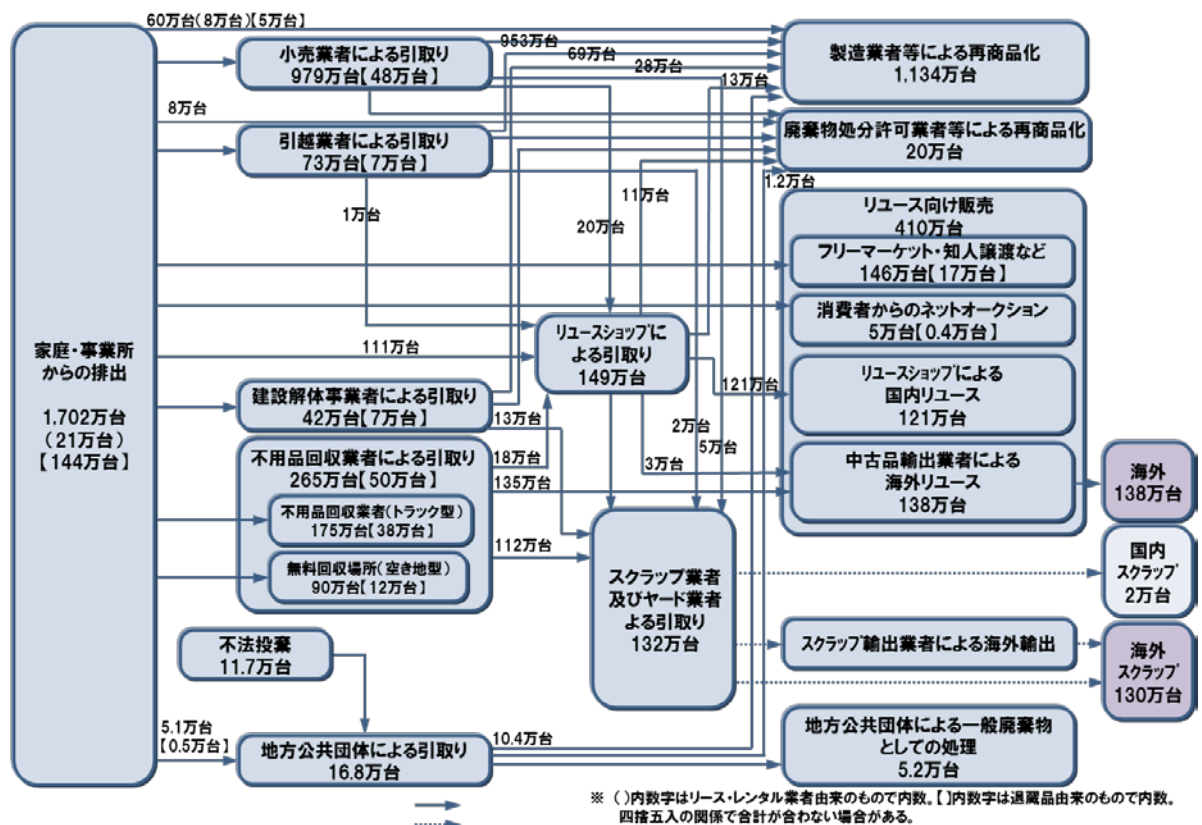 60万台(8万台)【5万台】
小売業者による引取り
979万台【48万台】
953万台
69万台
28万台
13万台
製造業者等による再商品化
1,134万台
8万台
引越業者による引取り
73万台【7万台】
廃棄物処分許可業者等による再商品化
20万台
1万台
11万台
20万台
1.2万台
リユース向け販売
410万台
フリーマーケット・知人譲渡など
146万台【17万台】
消費者からのネットオークション
5万台【0.4万台】
家庭・事業所
からの排出
1,702万台
(21万台)
【144万台】
111万台
リユースショップに
よる引取り
149万台
121万台
リユースショップによる
国内リユース
121万台
建設解体事業者による引取り
42万台【7万台】
13万台
2万台
5万台
不用品回収業者による引取り
265万台【50万台】
18万台
135万台
3万台
中古品輸出業者による
海外リユース
138万台
海外
138万台
不用品回収業者(トラック型)
175万台【38万台】
無料回収場所(空き地型)
90万台【12万台】
112万台
スクラップ業者
及びヤード業者
よる引取り
132万台
国内
スクラップ
2万台
不法投棄
11.7万台
スクラップ輸出業者による海外輸出
海外
スクラップ
130万台
5.1万台
【0.5万台】
地方公共団体による引取り
16.8万台
10.4万台
地方公共団体による一般廃棄物
としての処理
5.2万台
※ ( )内数字はリース・レンタル業者由来のもので内数。【 】内数字は退蔵品由来のもので内数。
四捨五入の関係で合計が合わない場合がある。